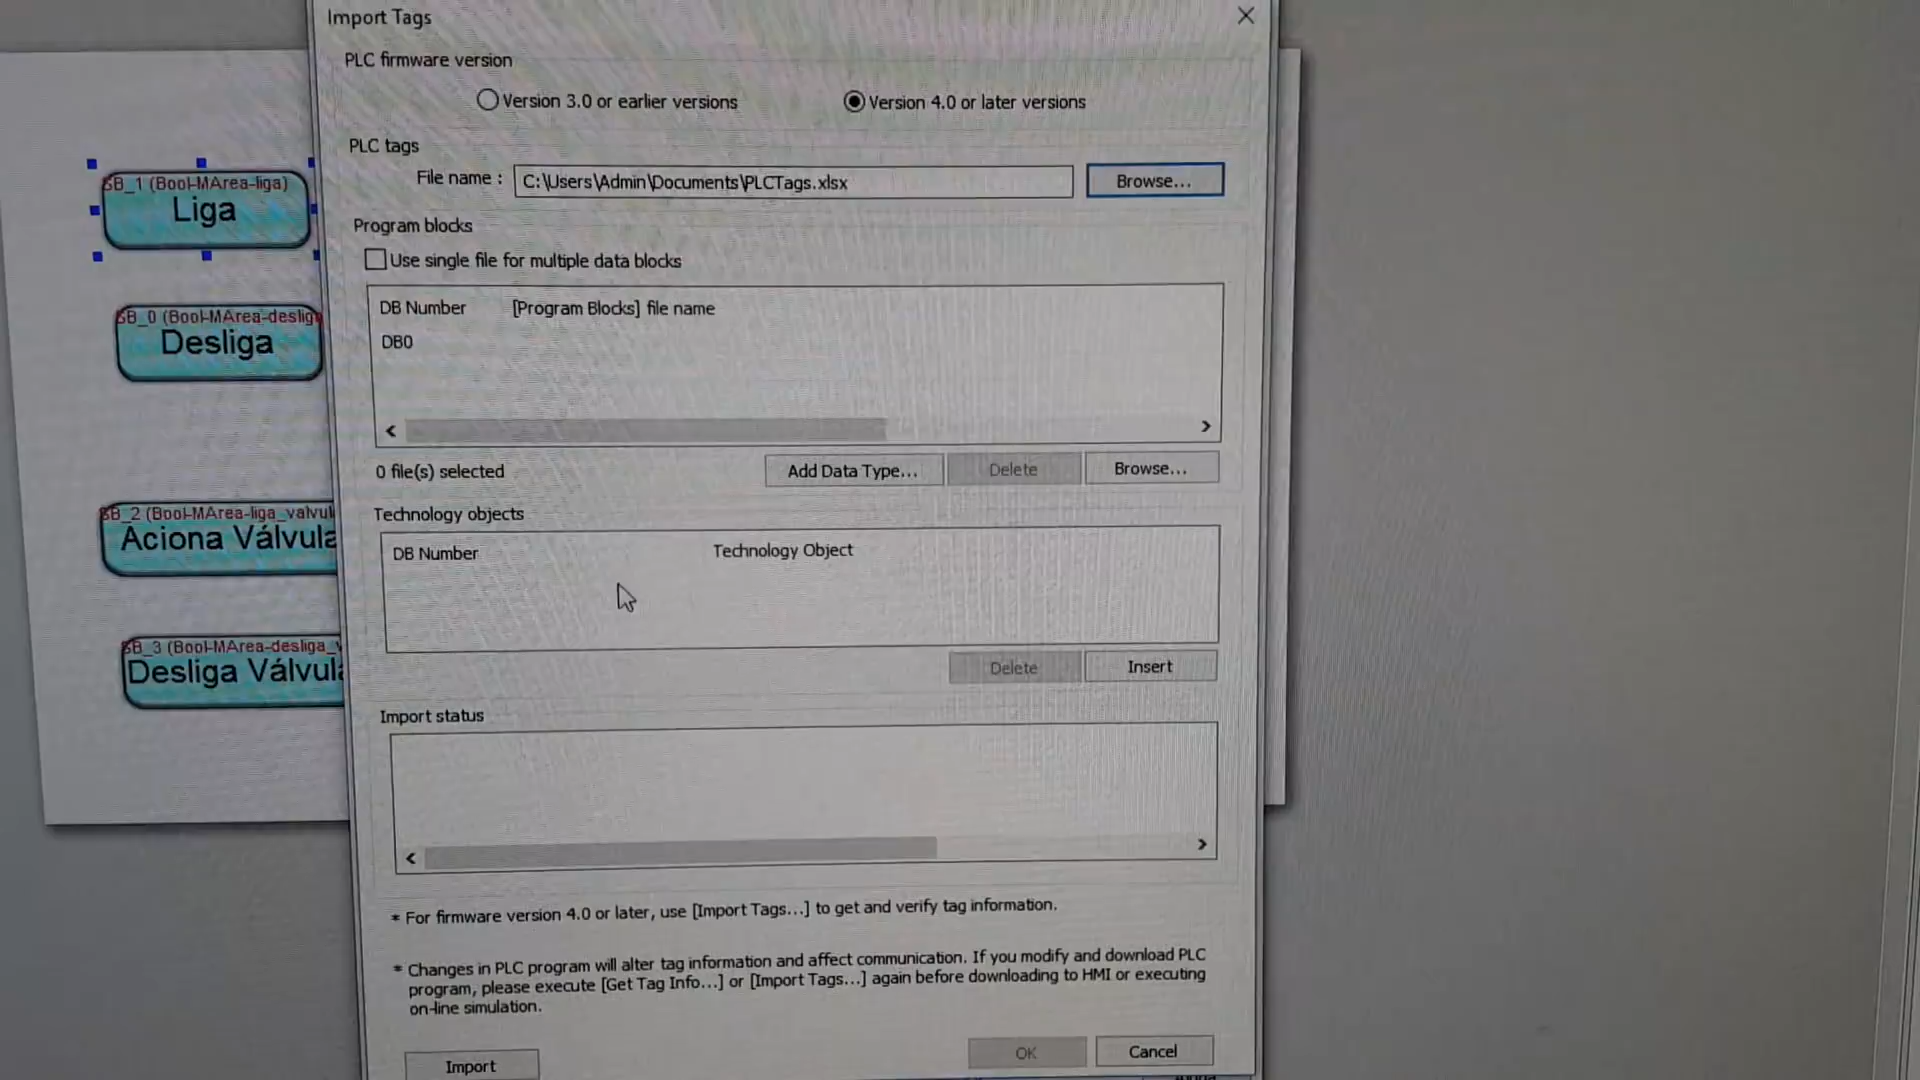 Import Tags
PLC firmware version
Version 3.0 or earlier versions
Version 4.0 or later versions
PLC tags
File name :
C:\Users\Admin\Documents\PLCTags.xlsx
Browse...
Program blocks
Use single file for multiple data blocks
DB Number
[Program Blocks] file name
DB0
0 file(s) selected
Add Data Type...
Delete
Browse...
Technology objects
DB Number
Technology Object
Delete
Insert
Import status
* For firmware version 4.0 or later, use [Import Tags...] to get and verify tag information.
* Changes in PLC program will alter tag information and affect communication. If you modify and download PLC
program, please execute [Get Tag Info...] or [Import Tags...] again before downloading to HMI or executing
on-line simulation.
Import
OK
Cancel
SB_1 (Bool-MArea-liga)
Liga
SB_0 (Bool-MArea-deslig
Desliga
SB_2 (Bool-MArea-liga_valvul
Aciona Válvula
SB_3 (Bool-MArea-desliga_v
Desliga Válvula